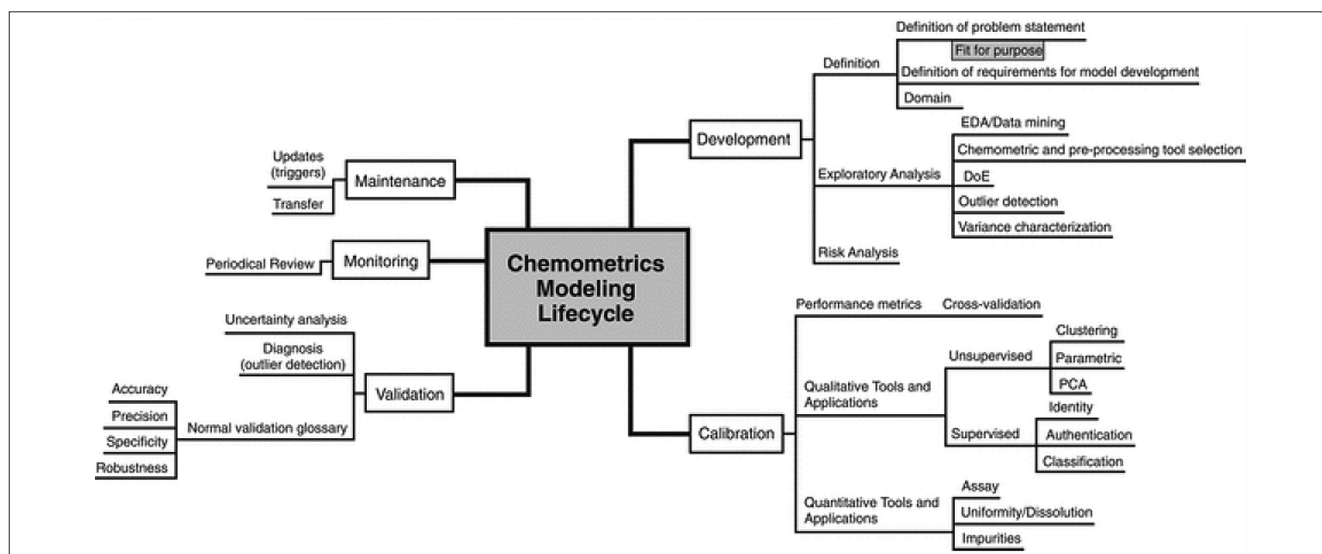 Chemometrics
Modeling
Lifecycle
Development
Definition
Definition of problem statement
Fit for purpose
Definition of requirements for model development
Domain
Exploratory Analysis
EDA/Data mining
Chemometric and pre-processing tool selection
DoE
Outlier detection
Variance characterization
Risk Analysis
Calibration
Performance metrics
Cross-validation
Qualitative Tools and
Applications
Unsupervised
Clustering
Parametric
PCA
Supervised
Identity
Authentication
Classification
Quantitative Tools and
Applications
Assay
Uniformity/Dissolution
Impurities
Validation
Uncertainty analysis
Diagnosis
(outlier detection)
Normal validation glossary
Accuracy
Precision
Specificity
Robustness
Monitoring
Periodical Review
Maintenance
Updates
(triggers)
Transfer